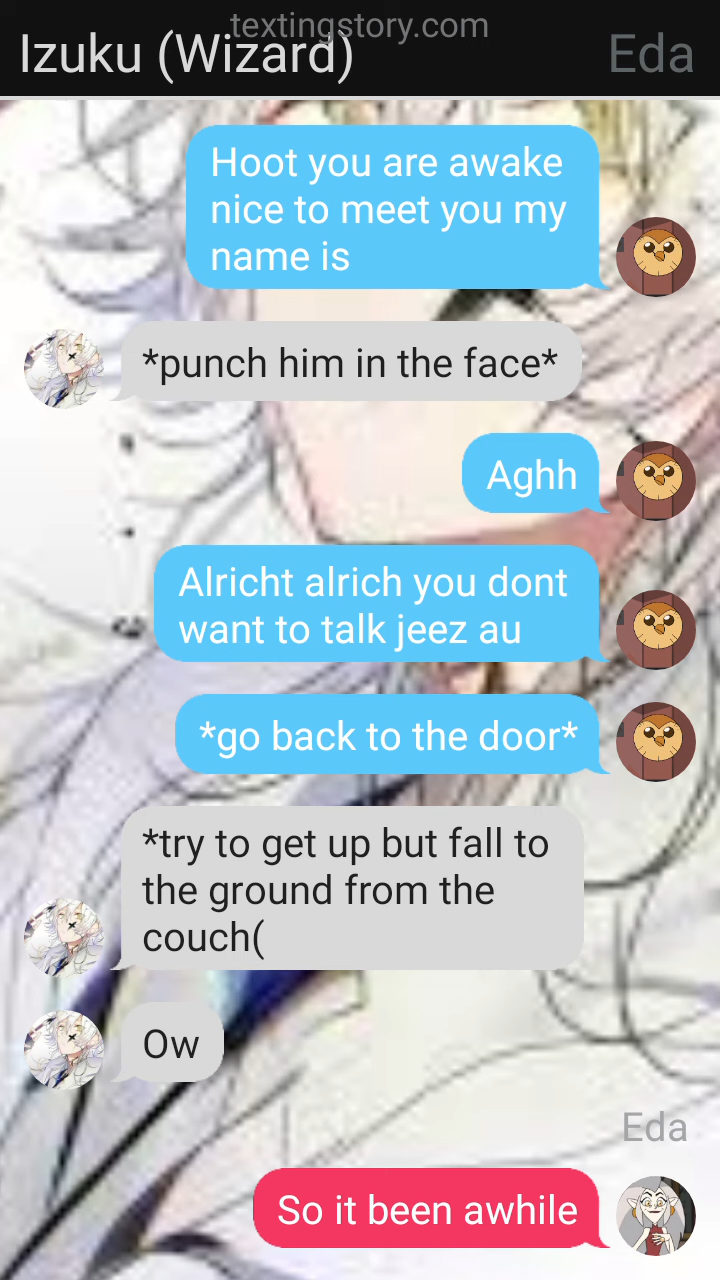 textingstory.com
Izuku (Wizard)
Eda
Hoot you are awake
nice to meet you my
name is
*punch him in the face*
Aghh
Alricht alrich you dont
want to talk jeez au
*go back to the door*
*try to get up but fall to
the ground from the
couch(
Ow
Eda
So it been awhile